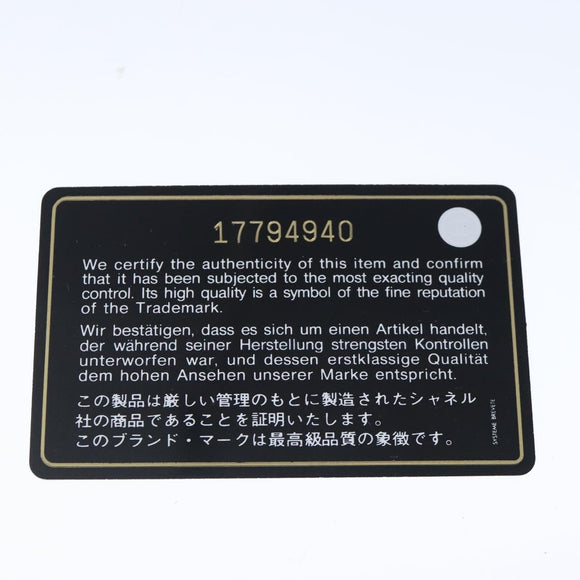 17794940
We certify the authenticity of this item and confirm
that it has been subjected to the most exacting quality
control. Its high quality is a symbol of the fine reputation
of the Trademark.
Wir bestätigen, dass es sich um einen Artikel handelt,
der während seiner Herstellung strengsten Kontrollen
unterworfen war, und dessen erstklassige Qualität
dem hohen Ansehen unserer Marke entspricht.
この製品は厳しい管理のもとに製造されたシャネル
社の商品であることを証明いたします。
このブランド・マークは最高級品質の象徴です。
SYSTEME BREVETE